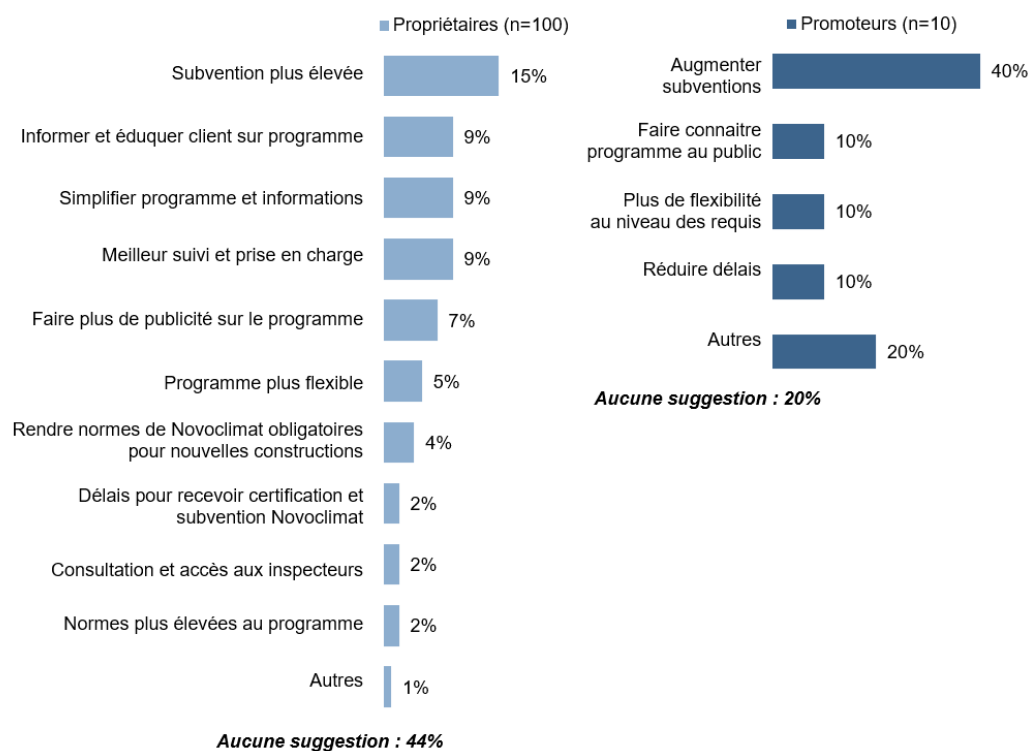 Propriétaires (n=100)
Subvention plus élevée
15%
Informer et éduquer client sur programme
9%
Simplifier programme et informations
9%
Meilleur suivi et prise en charge
9%
Faire plus de publicité sur le programme
7%
Programme plus flexible
5%
Rendre normes de Novoclimat obligatoires
pour nouvelles constructions
4%
Délais pour recevoir certification et
subvention Novoclimat
2%
Consultation et accès aux inspecteurs
2%
Normes plus élevées au programme
2%
Autres
1%
Aucune suggestion : 44%
Promoteurs (n=10)
Augmenter
subventions
40%
Faire connaitre
programme au public
10%
Plus de flexibilité
au niveau des requis
10%
Réduire délais
10%
Autres
20%
Aucune suggestion : 20%